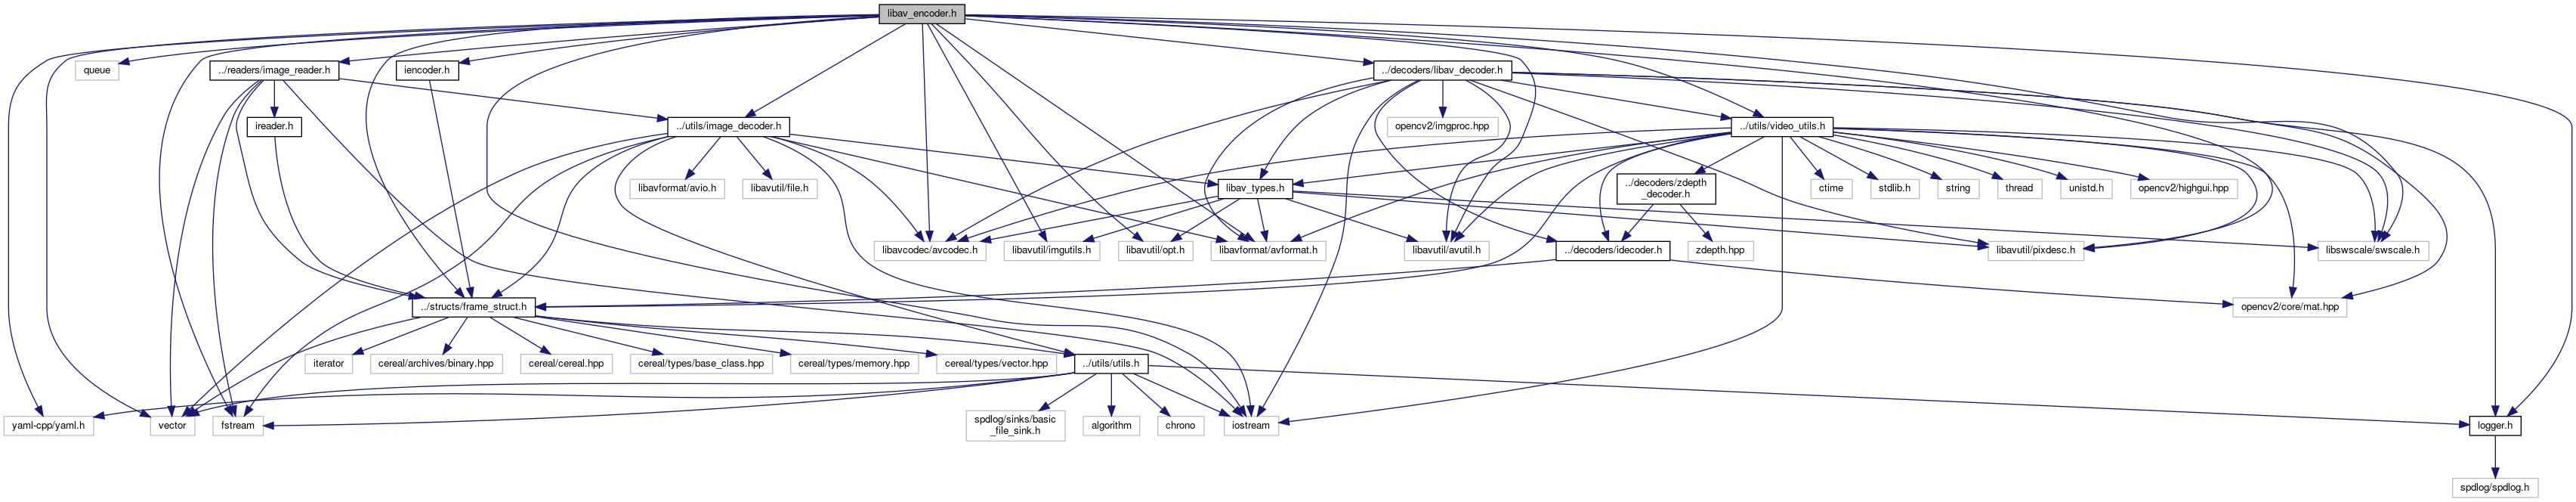 libav_encoder.h
queue
../readers/image_reader.h
iencoder.h
../decoders/libav_decoder.h
ireader.h
../utils/image_decoder.h
opencv2/imgproc.hpp
../utils/video_utils.h
libavformat/avio.h
libavutil/file.h
libav_types.h
../decoders/zdepth
_decoder.h
ctime
stdlib.h
string
thread
unistd.h
opencv2/highgui.hpp
libavcodec/avcodec.h
libavutil/imgutils.h
libavutil/opt.h
libavformat/avformat.h
libavutil/avutil.h
../decoders/idecoder.h
zdepth.hpp
libavutil/pixdesc.h
libswscale/swscale.h
../structs/frame_struct.h
opencv2/core/mat.hpp
iterator
cereal/archives/binary.hpp
cereal/cereal.hpp
cereal/types/base_class.hpp
cereal/types/memory.hpp
cereal/types/vector.hpp
../utils/utils.h
yaml-cpp/yaml.h
vector
fstream
spdlog/sinks/basic
_file_sink.h
algorithm
chrono
iostream
logger.h
spdlog/spdlog.h